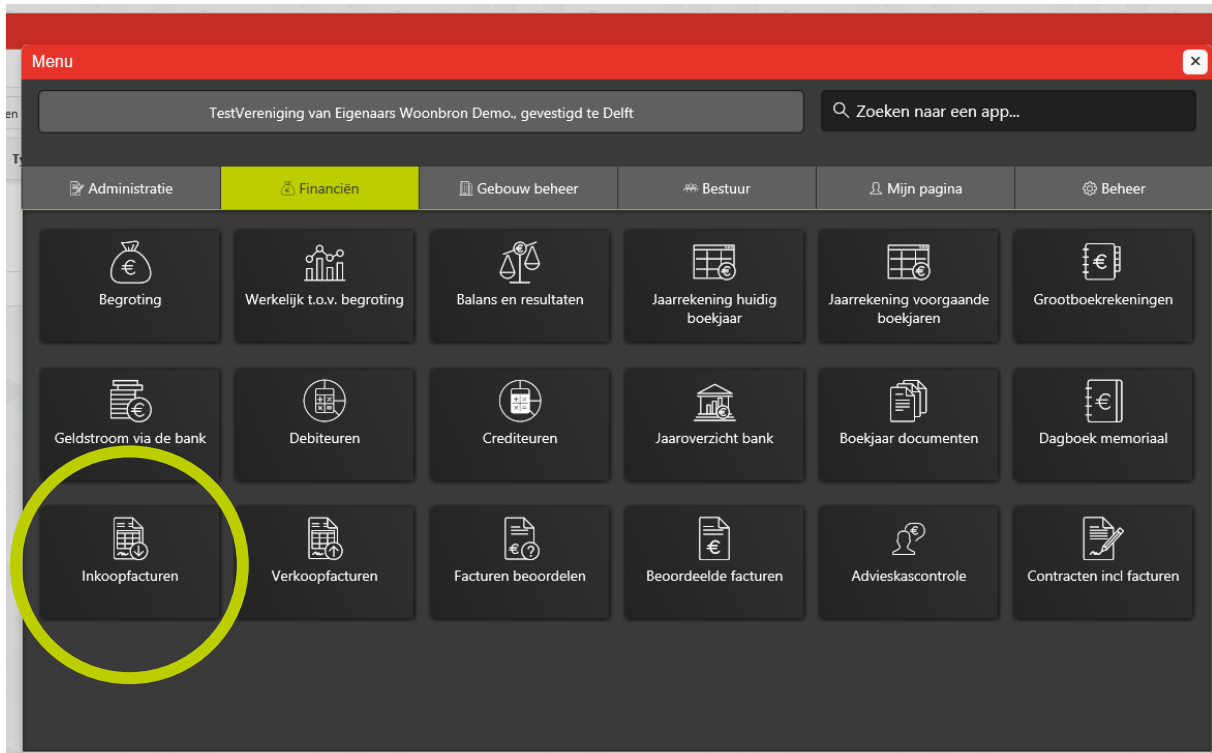 Menu
en
TestVereniging van Eigenaars Woonbron Demo., gevestigd te Delft
Zoeken naar een app...
Ty
Administratie
Financiën
Gebouw beheer
Bestuur
Mijn pagina
Beheer
Begroting
Werkelijk t.o.v. begroting
Balans en resultaten
Jaarrekening huidig
boekjaar
Jaarrekening voorgaande
boekjaren
Grootboekrekeningen
Geldstroom via de bank
Debiteuren
Crediteuren
Jaaroverzicht bank
Boekjaar documenten
Dagboek memoriaal
Inkoopfacturen
Verkoopfacturen
Facturen beoordelen
Beoordeelde facturen
Advieskascontrole
Contracten incl facturen